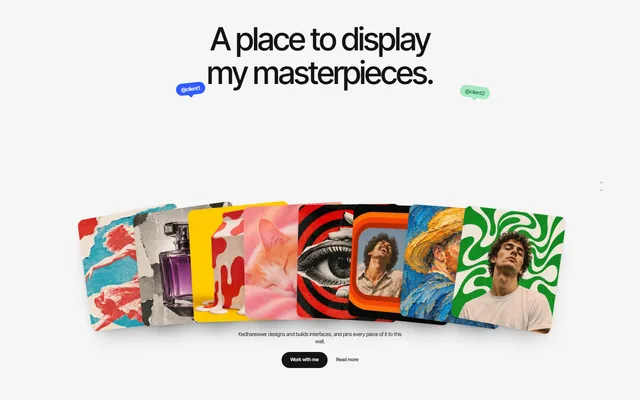 A place to display
my masterpieces.
@client1
@client2
Kedhareswer designs and builds interfaces, and pins every piece of it to this
wall.
Work with me
Read more